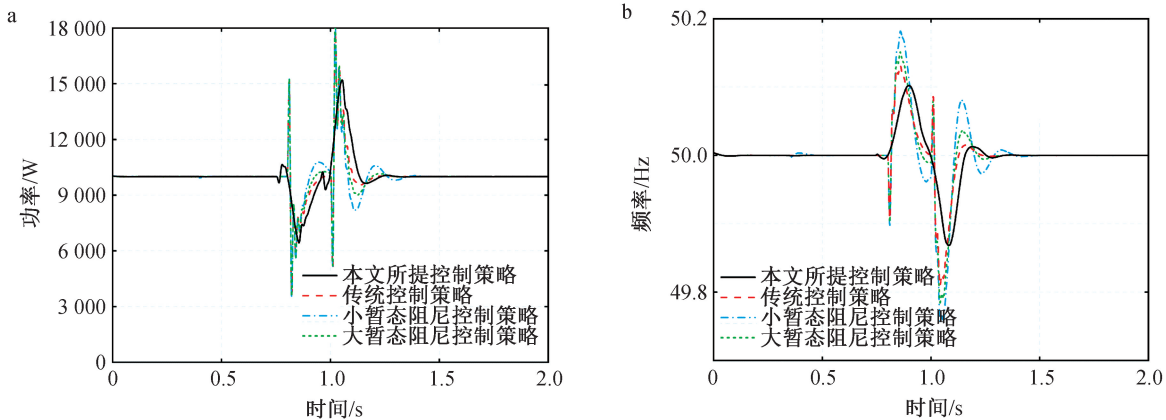 a
18 000
15 000
12 000
9 000
6 000
3 000
0
功率/W
0
0.5
1.0
1.5
2.0
时间/s
本文所提控制策略
传统控制策略
小暂态阻尼控制策略
大暂态阻尼控制策略
b
50.2
50.0
49.8
频率/Hz
0
0.5
1.0
1.5
2.0
时间/s
本文所提控制策略
传统控制策略
小暂态阻尼控制策略
大暂态阻尼控制策略